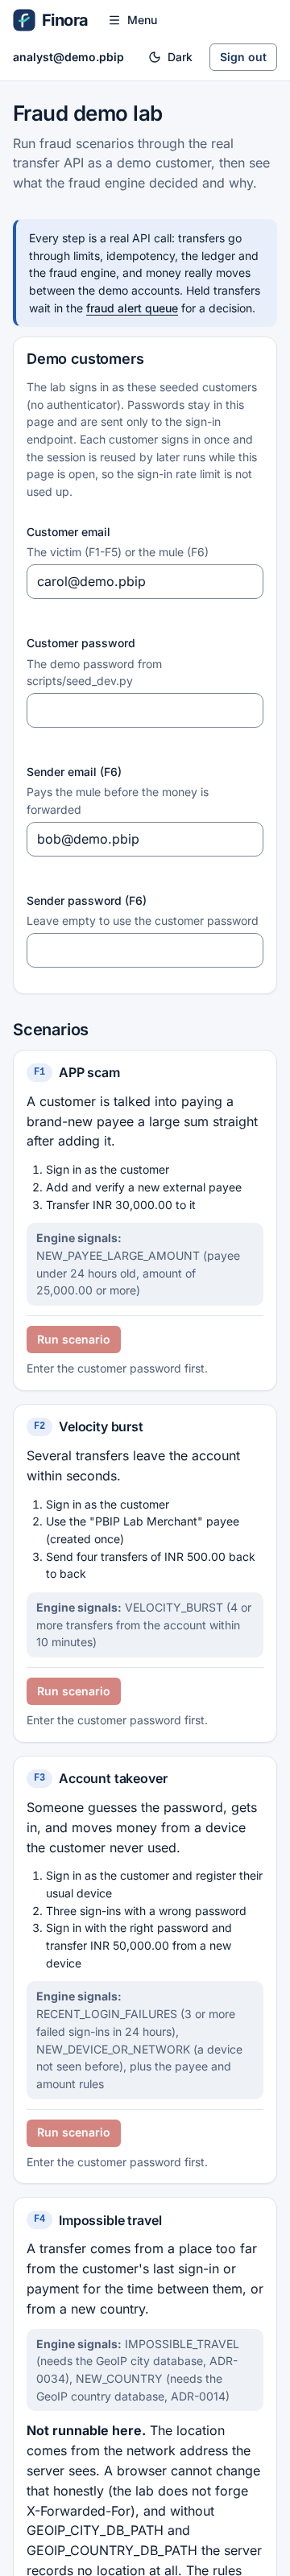 Finora
Menu
analyst@demo.pbip
Dark
Sign out
Fraud demo lab
Run fraud scenarios through the real
transfer API as a demo customer, then see
what the fraud engine decided and why.
Every step is a real API call: transfers go
through limits, idempotency, the ledger and
the fraud engine, and money really moves
between the demo accounts. Held transfers
wait in the fraud alert queue for a decision.
Demo customers
The lab signs in as these seeded customers
(no authenticator). Passwords stay in this
page and are sent only to the sign-in
endpoint. Each customer signs in once and
the session is reused by later runs while this
page is open, so the sign-in rate limit is not
used up.
Customer email
The victim (F1-F5) or the mule (F6)
carol@demo.pbip
Customer password
The demo password from
scripts/seed_dev.py
Sender email (F6)
Pays the mule before the money is
forwarded
bob@demo.pbip
Sender password (F6)
Leave empty to use the customer password
Scenarios
F1 APP scam
A customer is talked into paying a
brand-new payee a large sum straight
after adding it.
1. Sign in as the customer
2. Add and verify a new external payee
3. Transfer INR 30,000.00 to it
Engine signals:
NEW_PAYEE_LARGE_AMOUNT (payee
under 24 hours old, amount of
25,000.00 or more)
Run scenario
Enter the customer password first.
F2 Velocity burst
Several transfers leave the account
within seconds.
1. Sign in as the customer
2. Use the "PBIP Lab Merchant" payee
(created once)
3. Send four transfers of INR 500.00 back
to back
Engine signals: VELOCITY_BURST (4 or
more transfers from the account within
10 minutes)
Run scenario
Enter the customer password first.
F3 Account takeover
Someone guesses the password, gets
in, and moves money from a device
the customer never used.
1. Sign in as the customer and register their
usual device
2. Three sign-ins with a wrong password
3. Sign in with the right password and
transfer INR 50,000.00 from a new
device
Engine signals:
RECENT_LOGIN_FAILURES (3 or more
failed sign-ins in 24 hours),
NEW_DEVICE_OR_NETWORK (a device
not seen before), plus the payee and
amount rules
Run scenario
Enter the customer password first.
F4 Impossible travel
A transfer comes from a place too far
from the customer's last sign-in or
payment for the time between them, or
from a new country.
Engine signals: IMPOSSIBLE_TRAVEL
(needs the GeoIP city database, ADR-
0034), NEW_COUNTRY (needs the
GeoIP country database, ADR-0014)
Not runnable here. The location
comes from the network address the
server sees. A browser cannot change
that honestly (the lab does not forge
X-Forwarded-For), and without
GEOIP_CITY_DB_PATH and
GEOIP_COUNTRY_DB_PATH the server
records no location at all. The rules